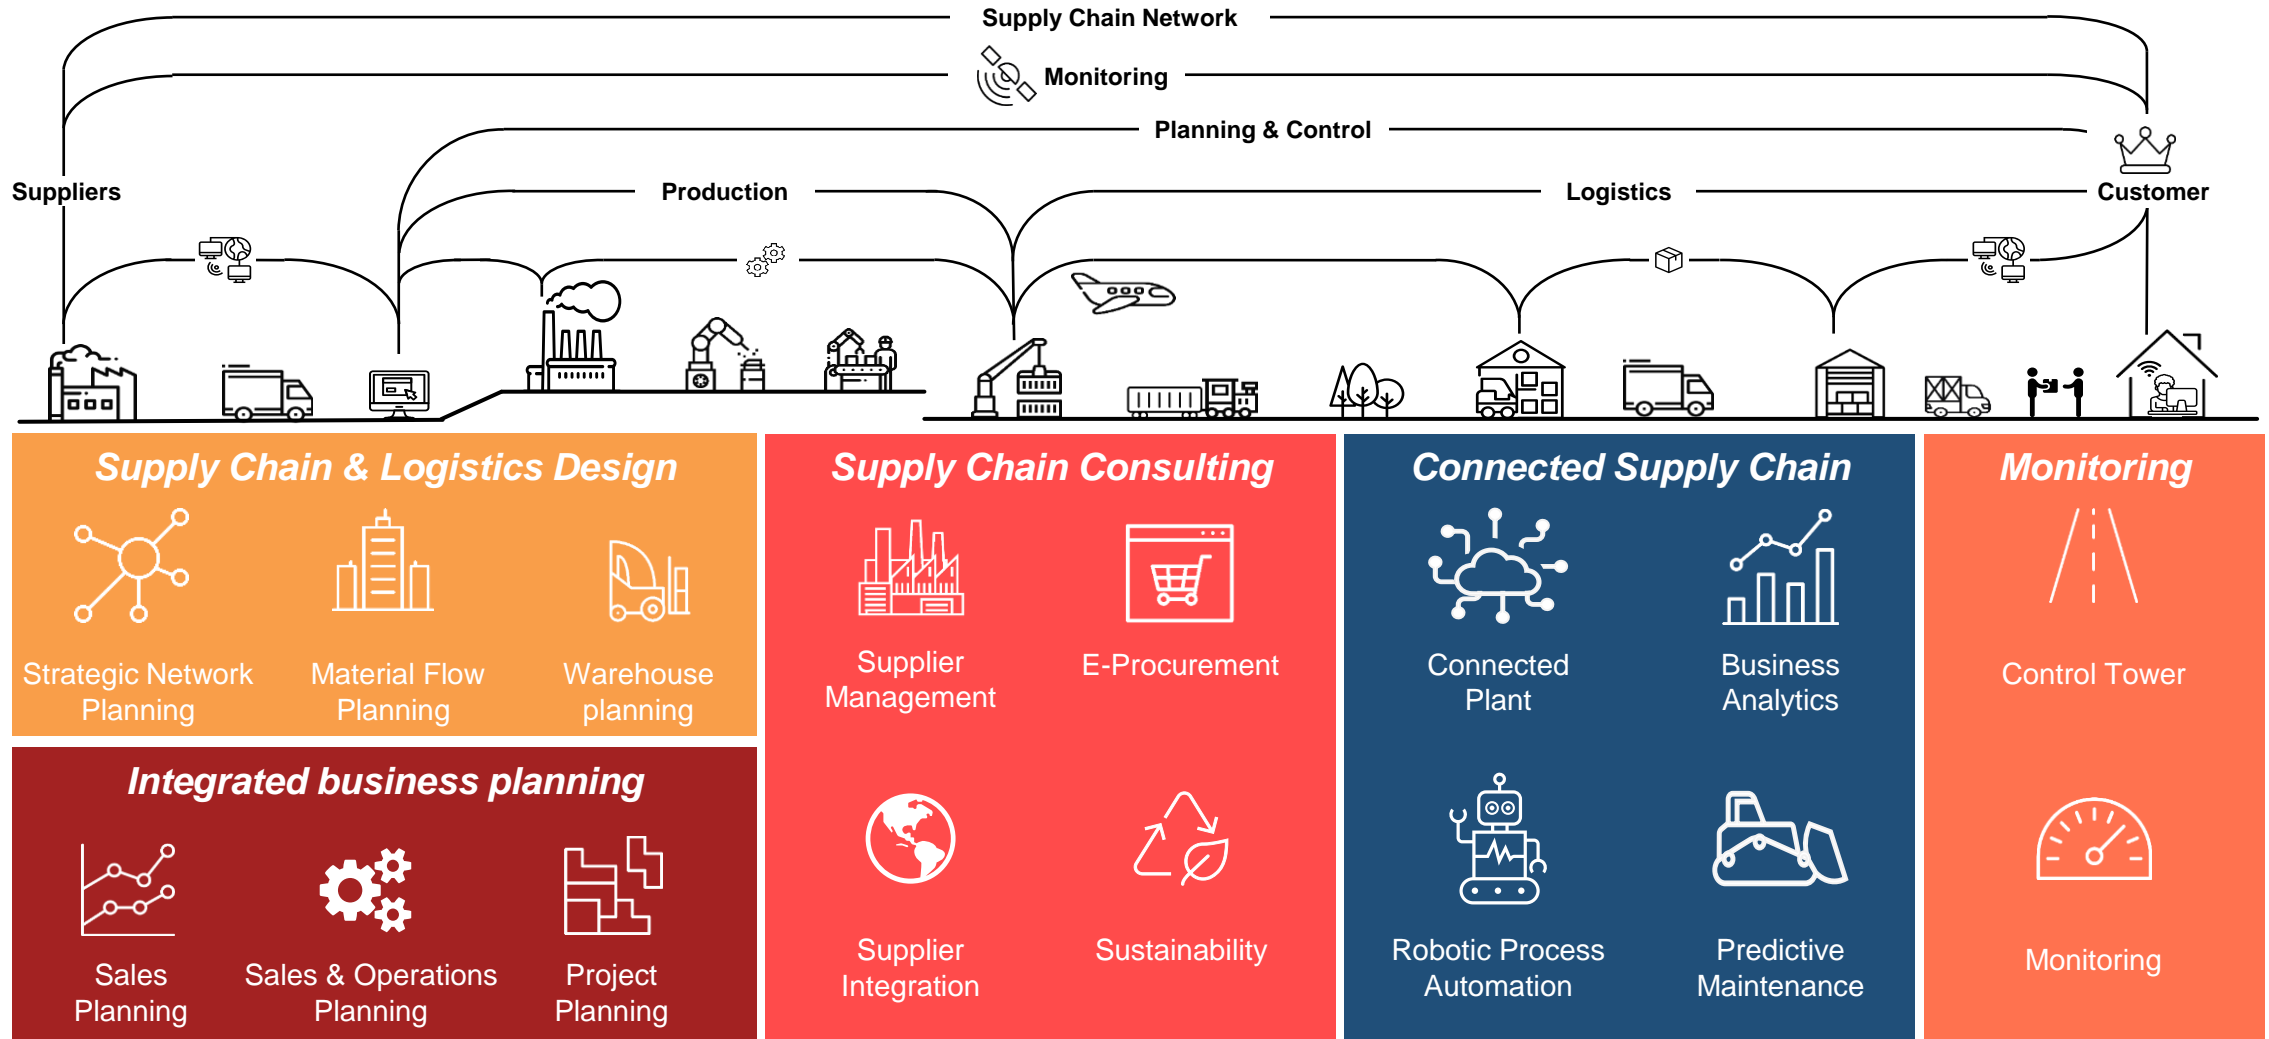 Supply Chain Network
Monitoring
Planning & Control
Suppliers
Production
Logistics
Customer
Supply Chain & Logistics Design
Strategic Network
Planning
Material Flow
Planning
Warehouse
planning
Integrated business planning
Sales
Planning
Sales & Operations
Planning
Project
Planning
Supply Chain Consulting
Supplier
Management
E-Procurement
Supplier
Integration
Sustainability
Connected Supply Chain
Connected
Plant
Business
Analytics
Robotic Process
Automation
Predictive
Maintenance
Monitoring
Control Tower
Monitoring